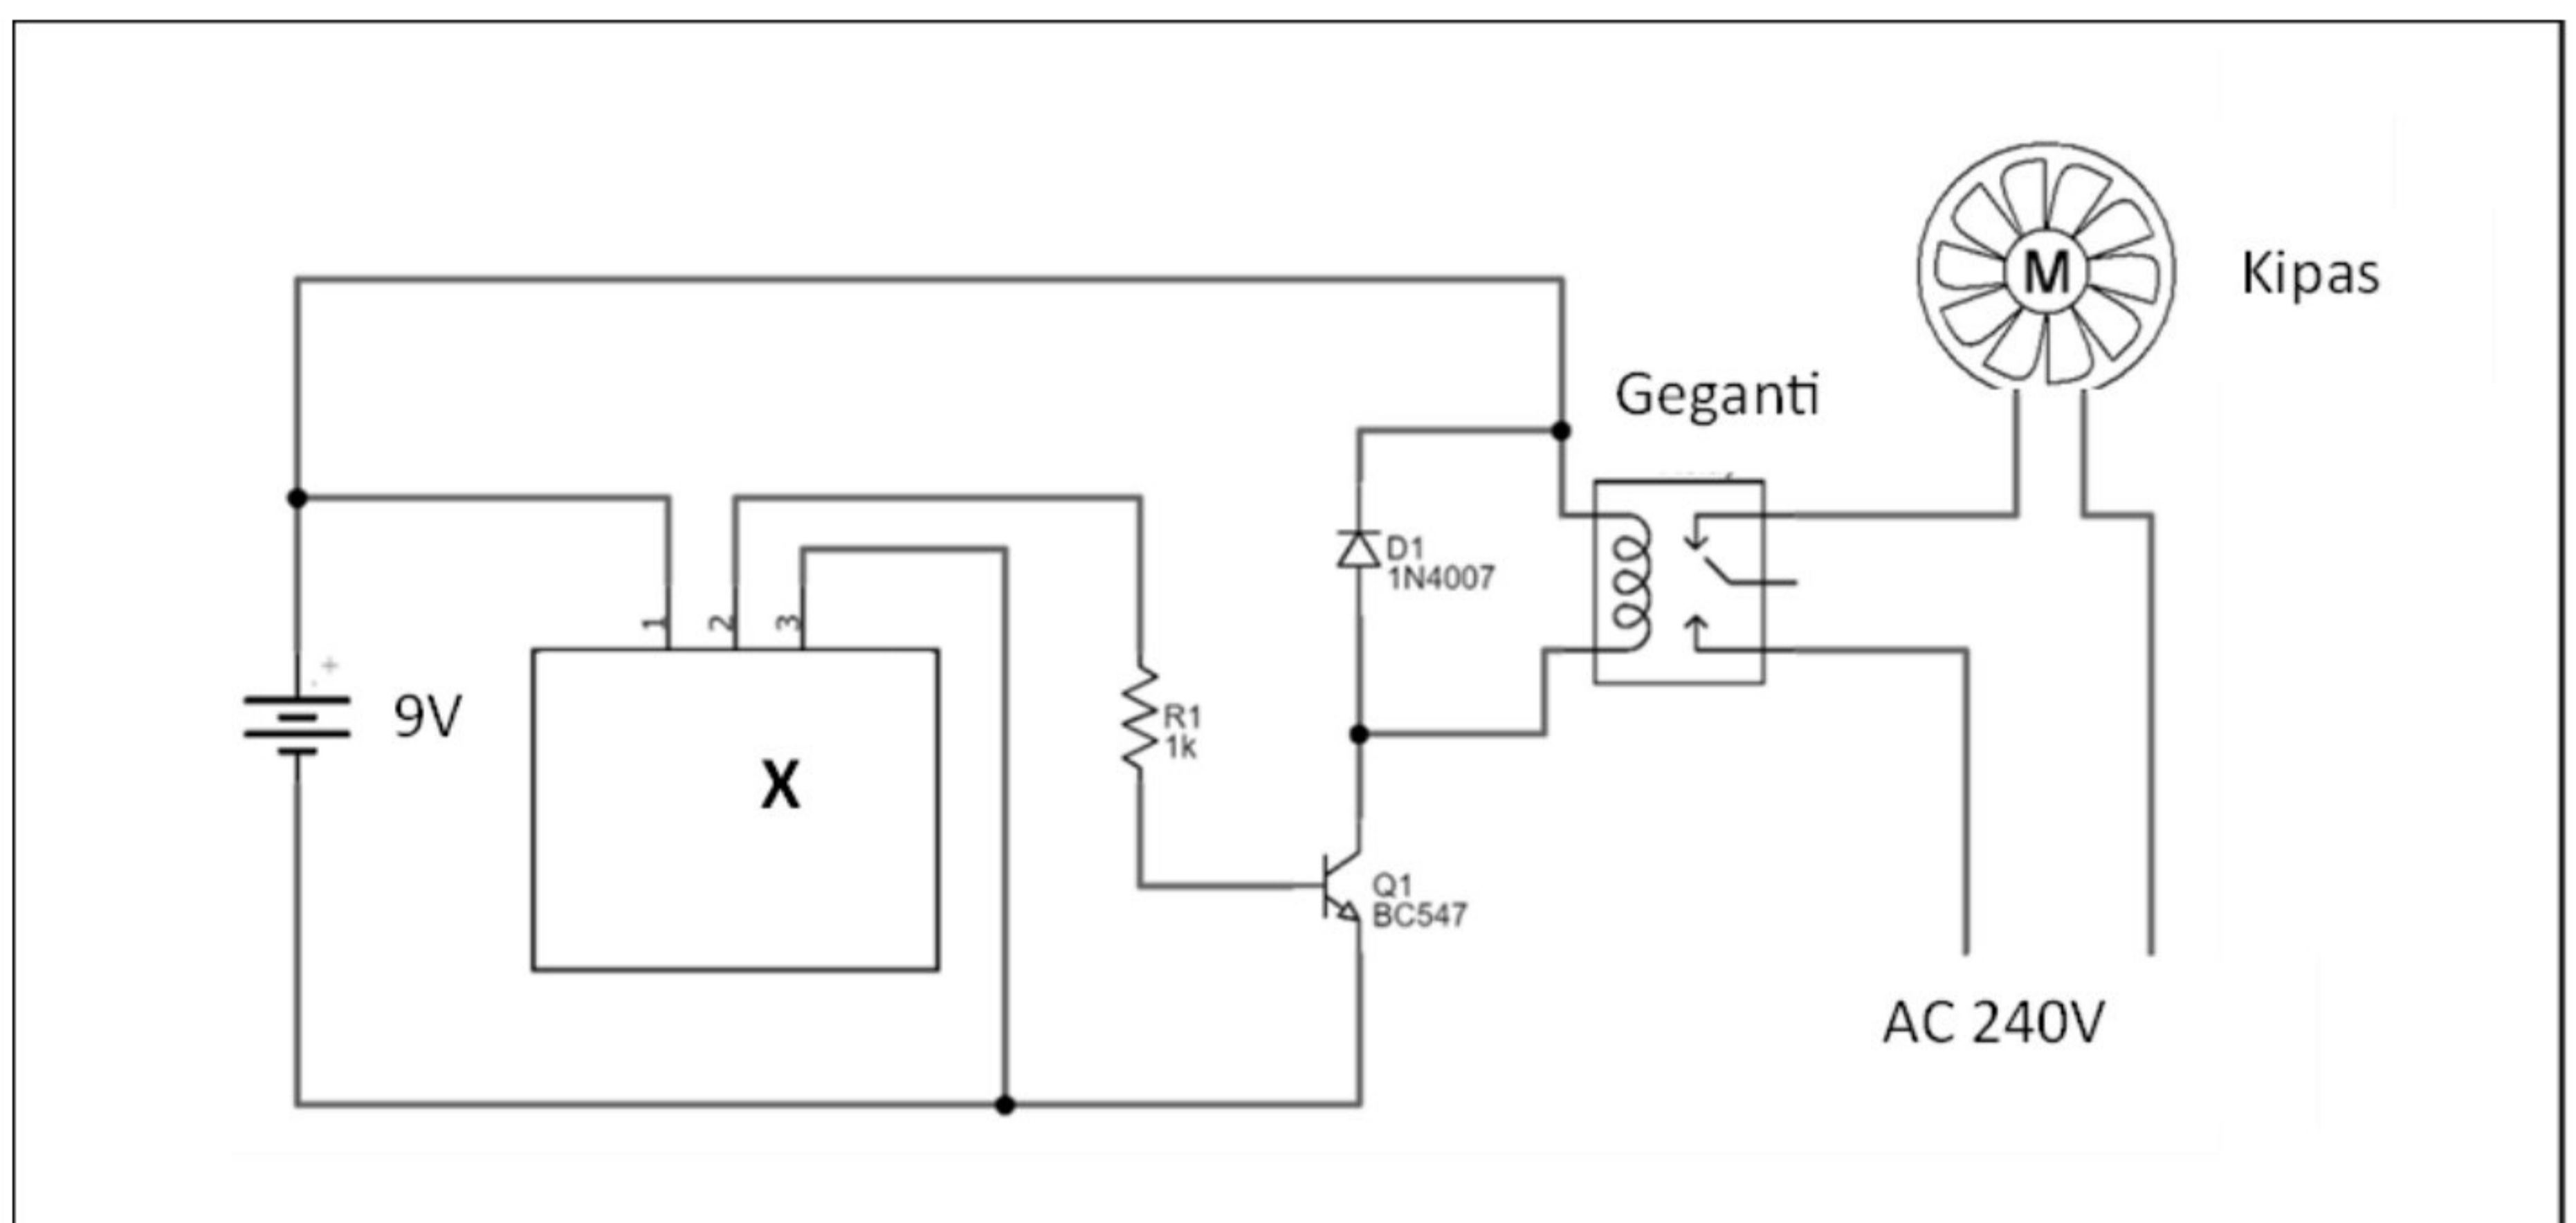 Kipas
M
Geganti
D1
1N4007
1
2
3
+
9V
R1
1k
X
Q1
BC547
AC 240V